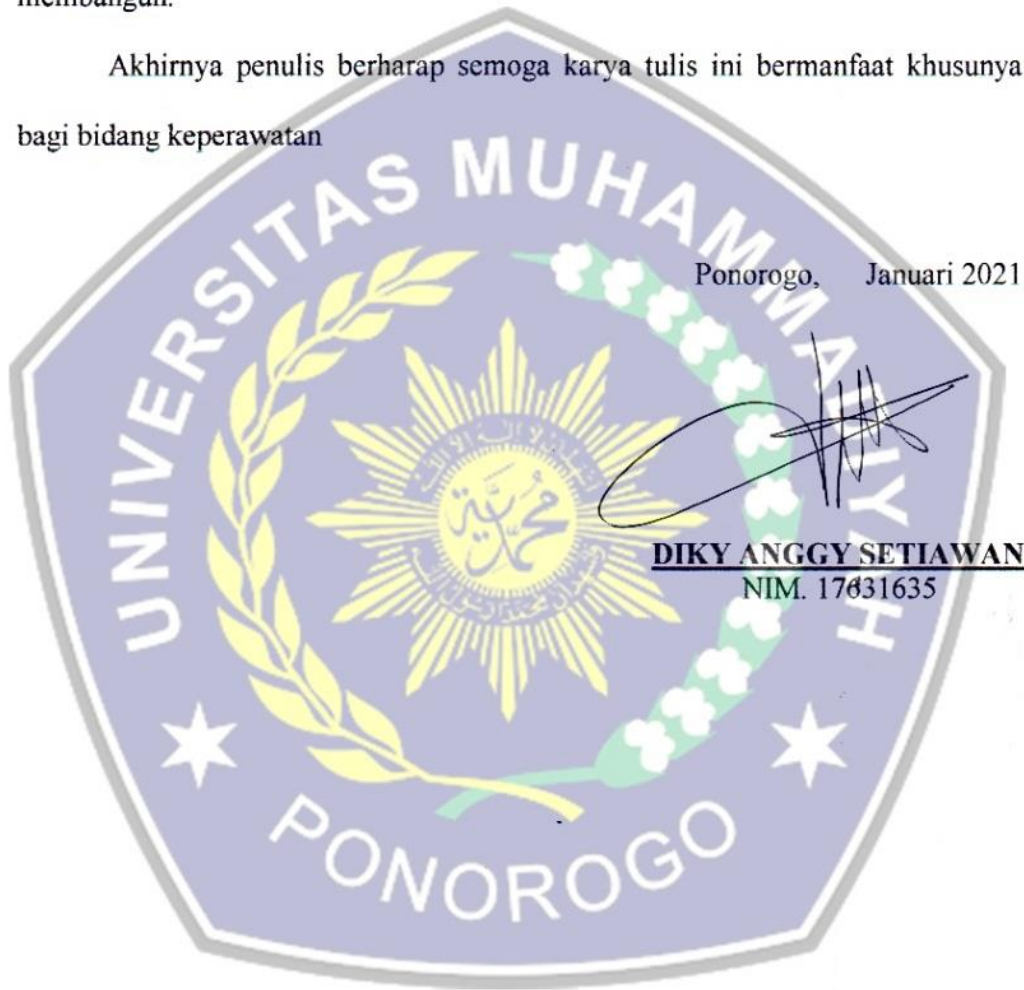 membangun.
Akhirnya penulis berharap semoga karya tulis ini bermanfaat khusunya
bagi bidang keperawatan
UNIVERSITAS MUHAMMADIYAH
Ponorogo, Januari 2021
محمدية
DIKY ANGGY SETIAWAN
NIM. 17631635
PONOROGO